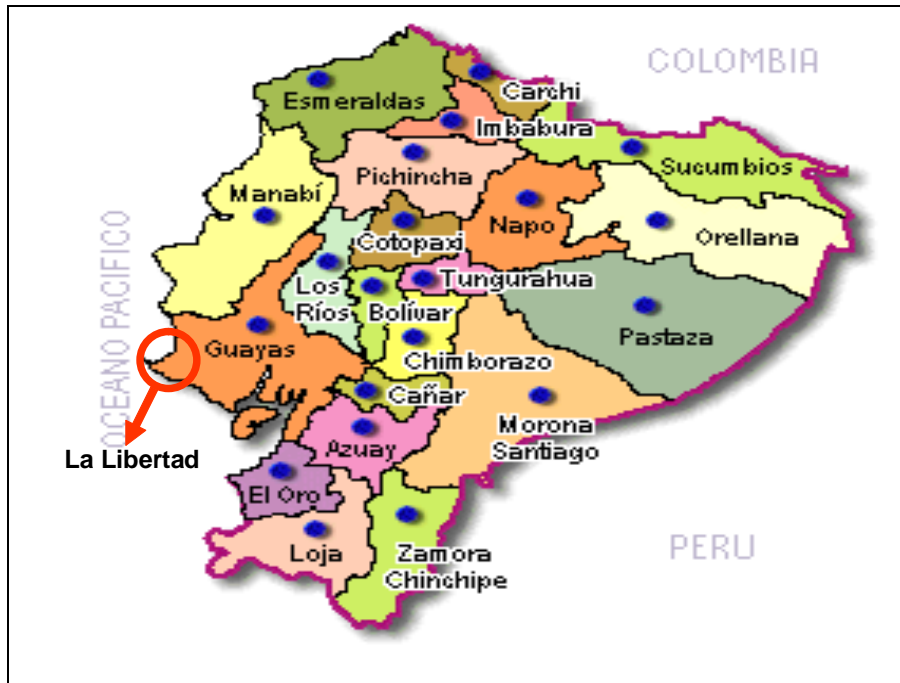 COLOMBIA
Carchi
Esmeraldas
Imbabura
Sucumbios
Pichincha
Manabí
Napo
Orellana
Cotopaxi
Tungurahua
Los
Ríos
Bolívar
OCEANO PACIFICO
Guayas
Pastaza
Chimborazo
Cañar
Morona
Santiago
La Libertad
Azuay
El Oro
Loja
Zamora
Chinchipe
PERU